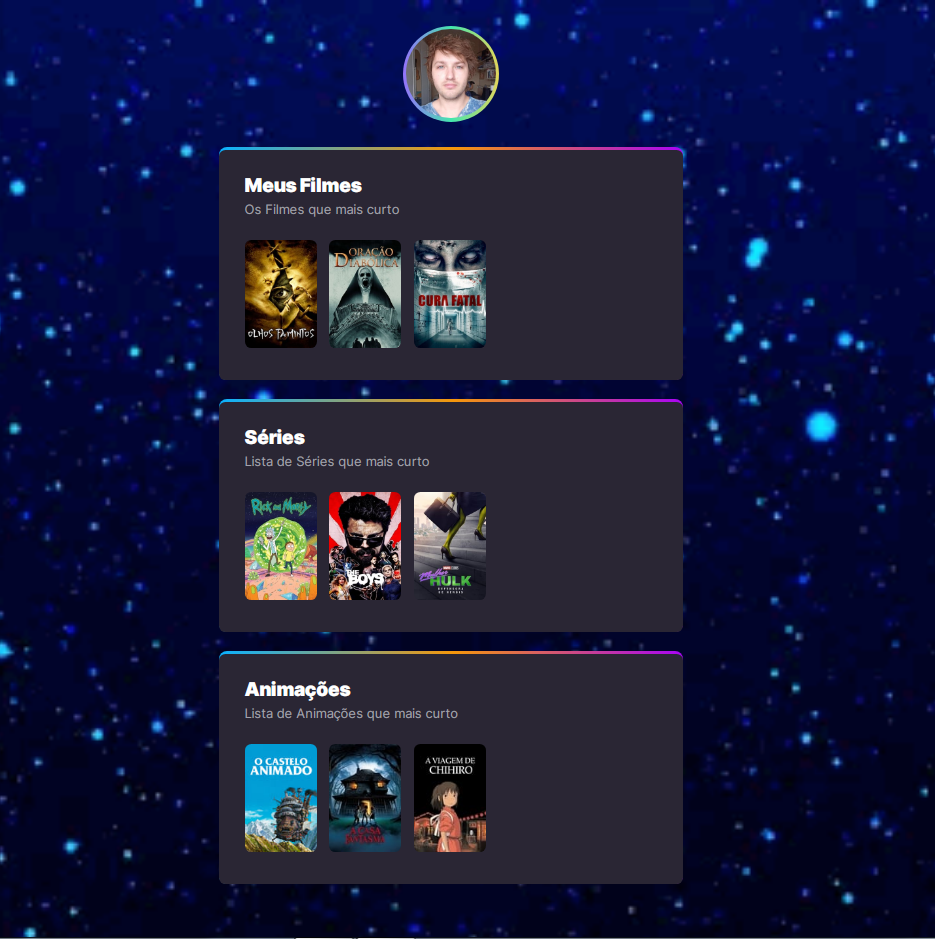 Meus Filmes
Os Filmes que mais curto
OLHOS FAMINTOS
ORAÇÃO
DIABÓLICA
CURA FATAL
Séries
Lista de Séries que mais curto
Rick and Morty
THE
BOYS
Mulher
HULK
DEFENSORA
DE HERÓIS
Animações
Lista de Animações que mais curto
O CASTELO
ANIMADO
A CASA
MONSTRO
A VIAGEM DE
CHIHIRO